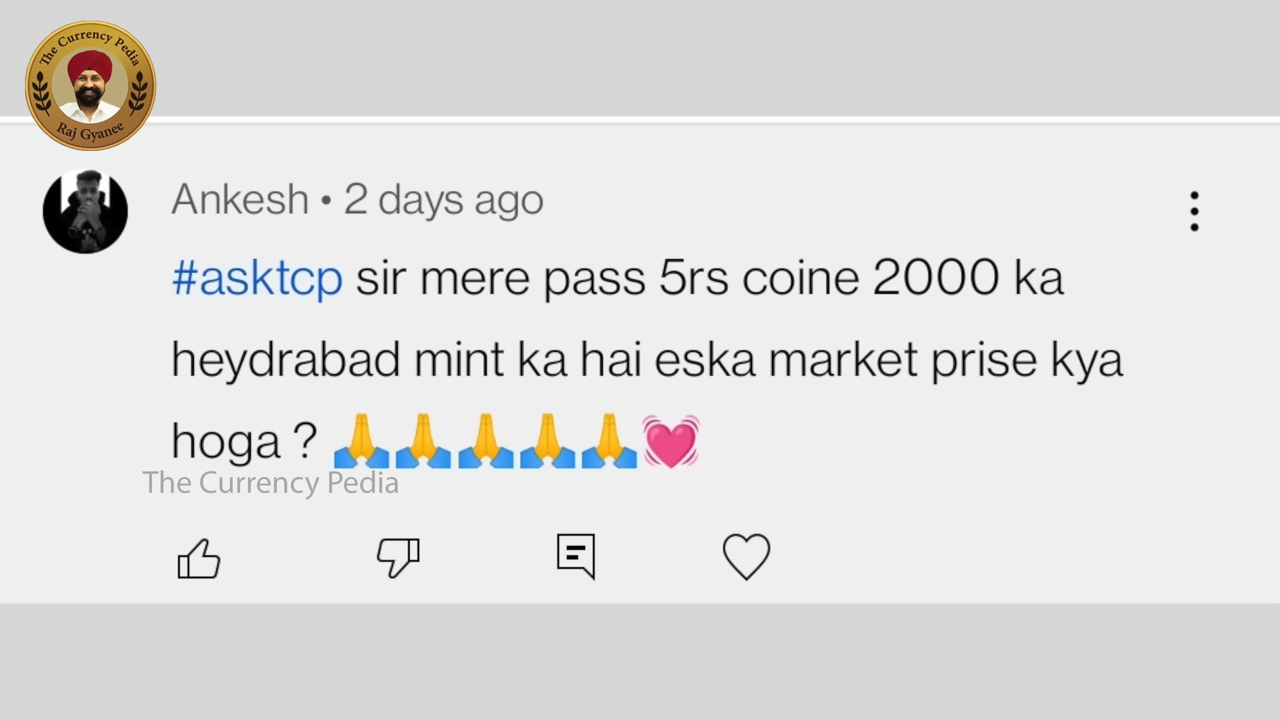 The Currency Pedia
Raj Gyanee
Ankesh • 2 days ago
#asktcp sir mere pass 5rs coine 2000 ka
heydrabad mint ka hai eska market prise kya
hoga ? 🙏🙏🙏🙏🙏💓
The Currency Pedia